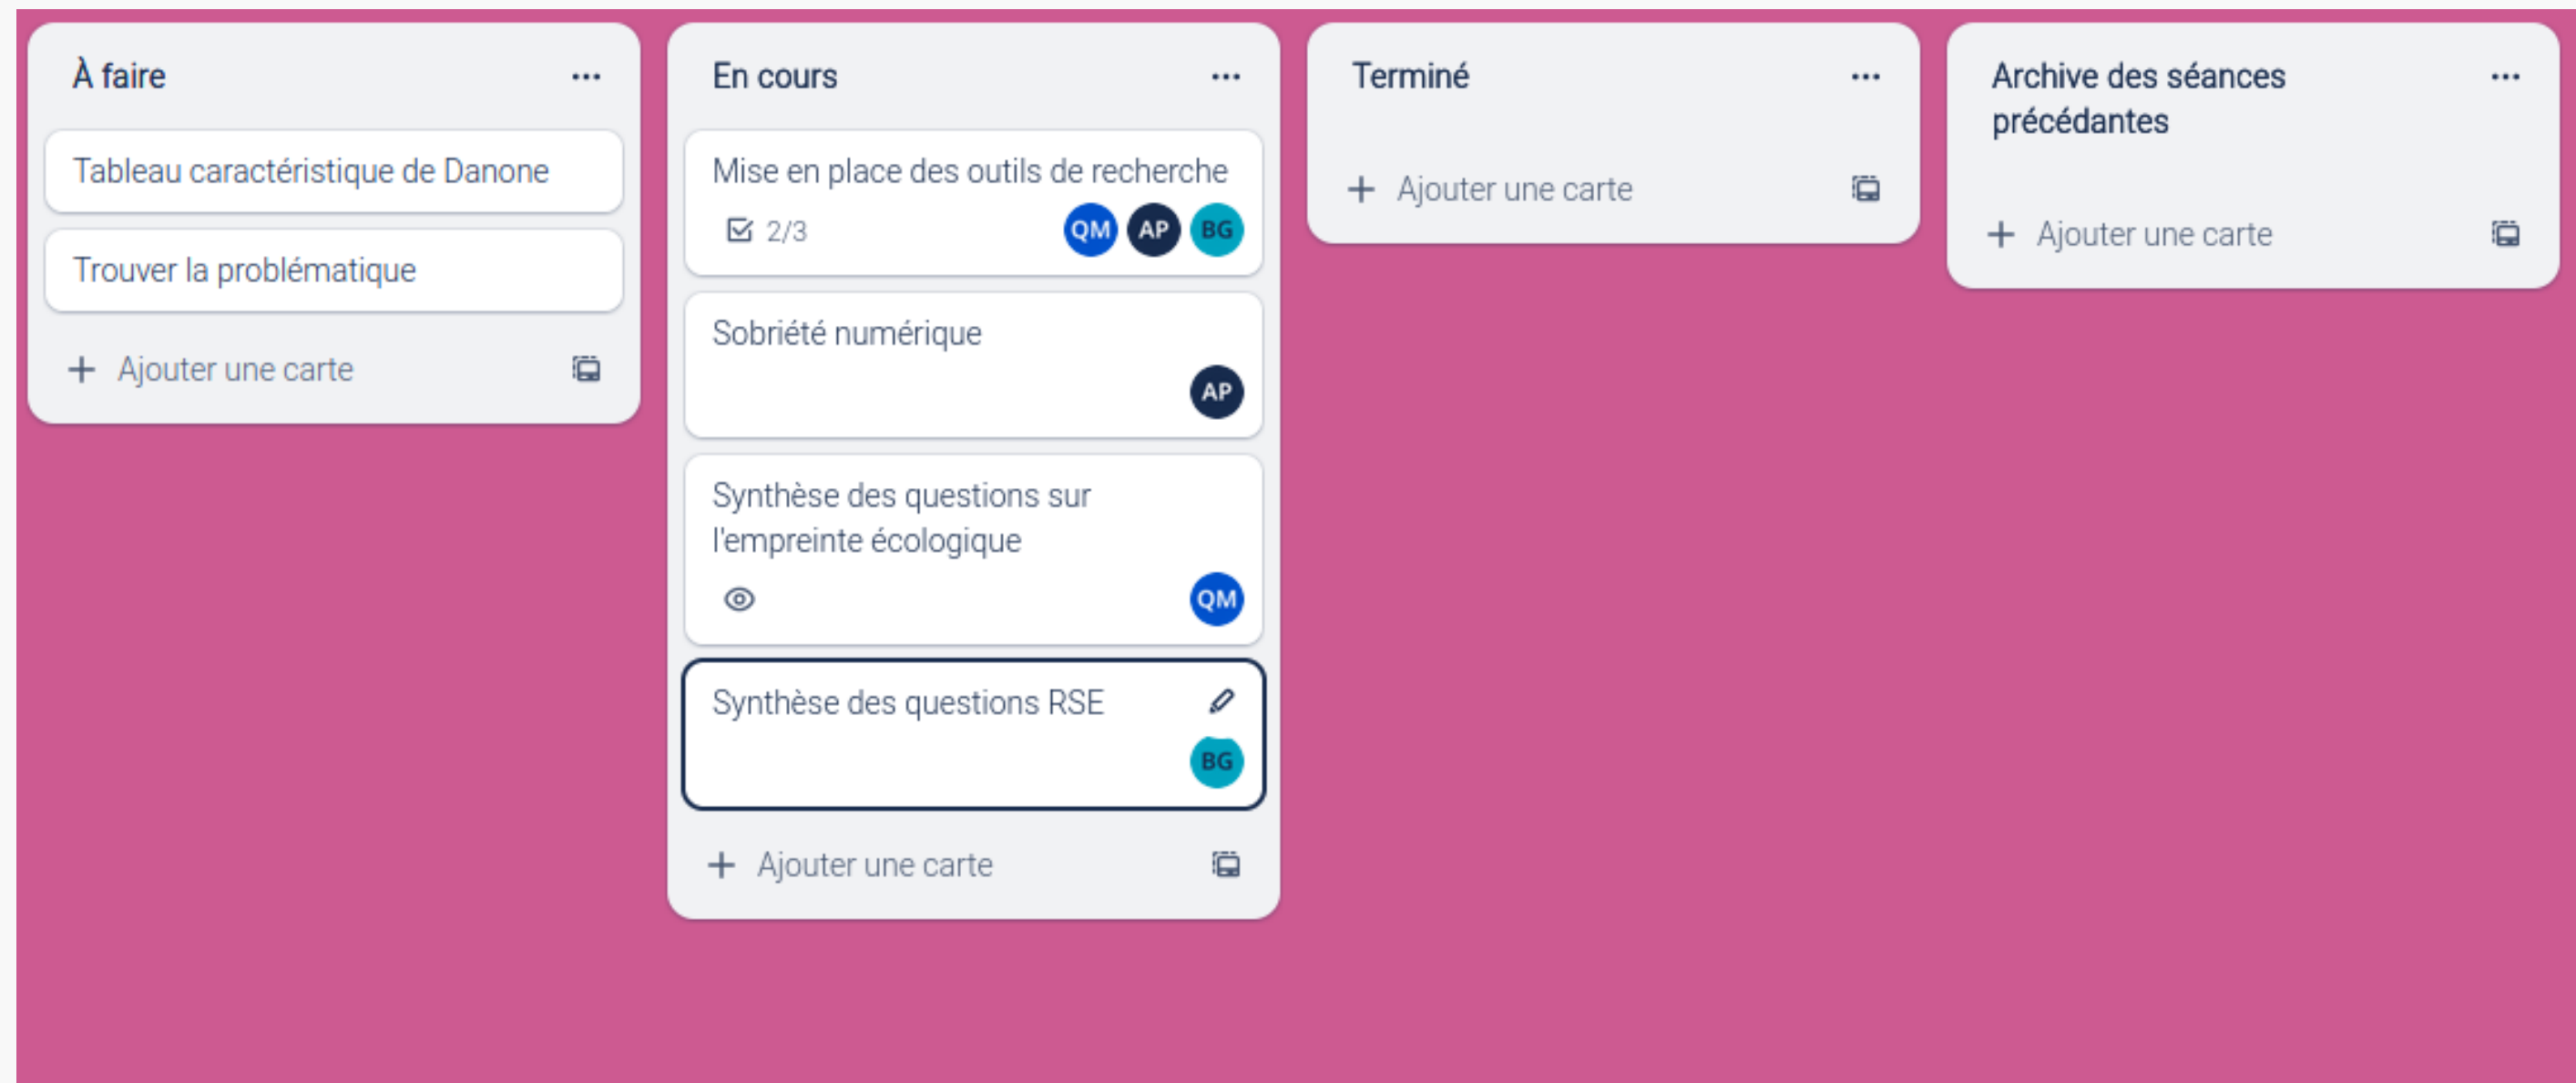 À faire
Tableau caractéristique de Danone
Trouver la problématique
Ajouter une carte
En cours
Mise en place des outils de recherche
2/3
QM AP BG
Sobriété numérique
AP
Synthèse des questions sur
l'empreinte écologique
QM
Synthèse des questions RSE
BG
Ajouter une carte
Terminé
Ajouter une carte
Archive des séances
précédantes
Ajouter une carte